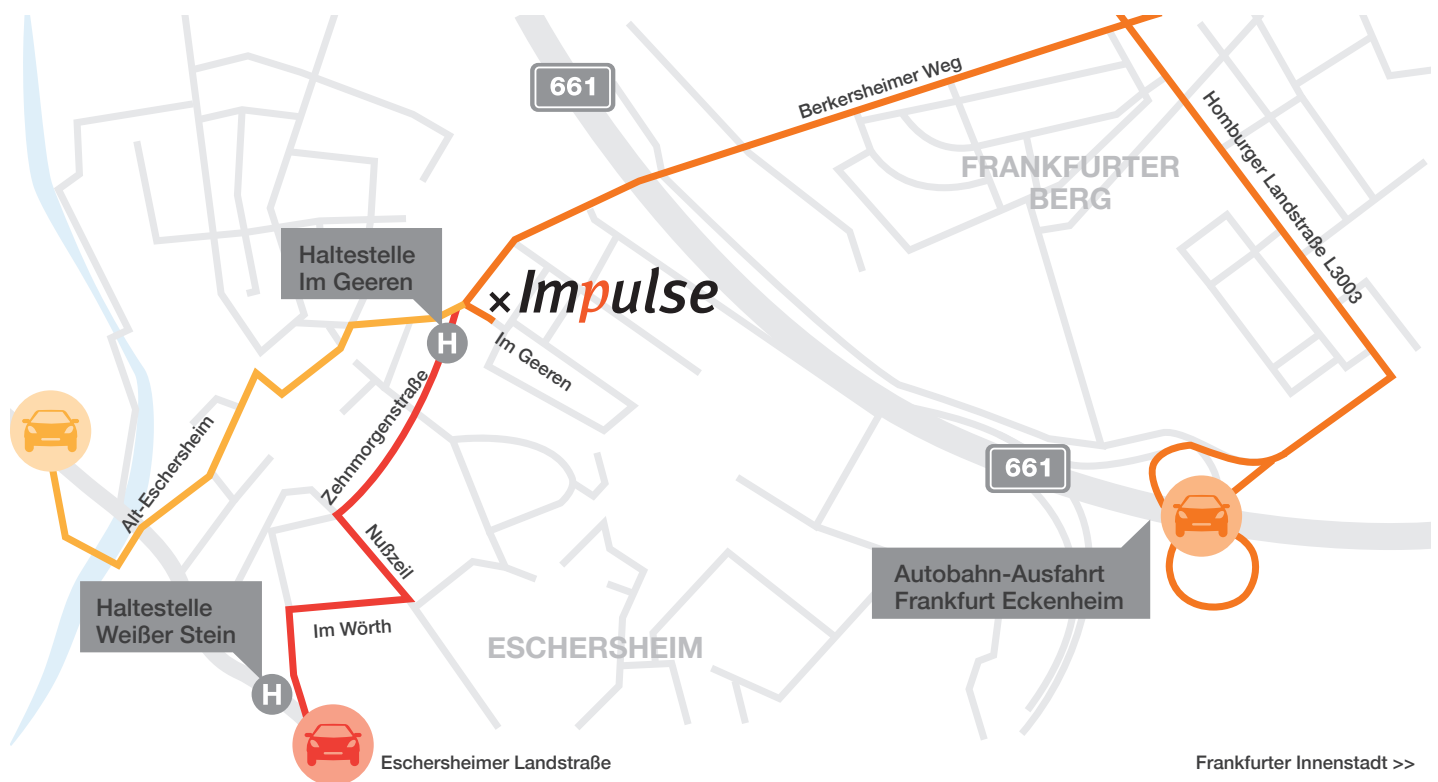 661
Berkersheimer Weg
Homburger Landstraße L3003
FRANKFURTER
BERG
Haltestelle
Im Geeren
×Impulse
H
Im Geeren
Zehnmorgenstraße
Alt-Eschersheim
661
Nußzeil
Autobahn-Ausfahrt
Frankfurt Eckenheim
Haltestelle
Weißer Stein
Im Wörth
ESCHERSHEIM
H
Eschersheimer Landstraße
Frankfurter Innenstadt >>